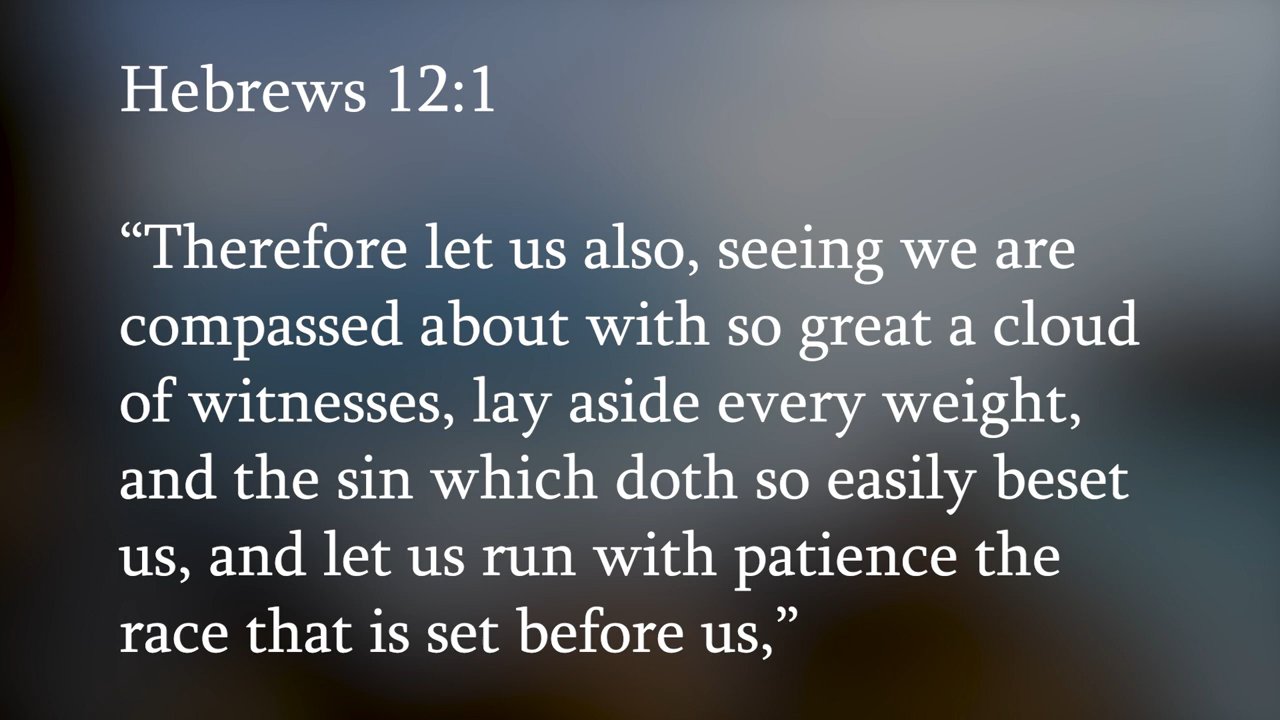 Hebrews 12:1
“Therefore let us also, seeing we are
compassed about with so great a cloud
of witnesses, lay aside every weight,
and the sin which doth so easily beset
us, and let us run with patience the
race that is set before us,”